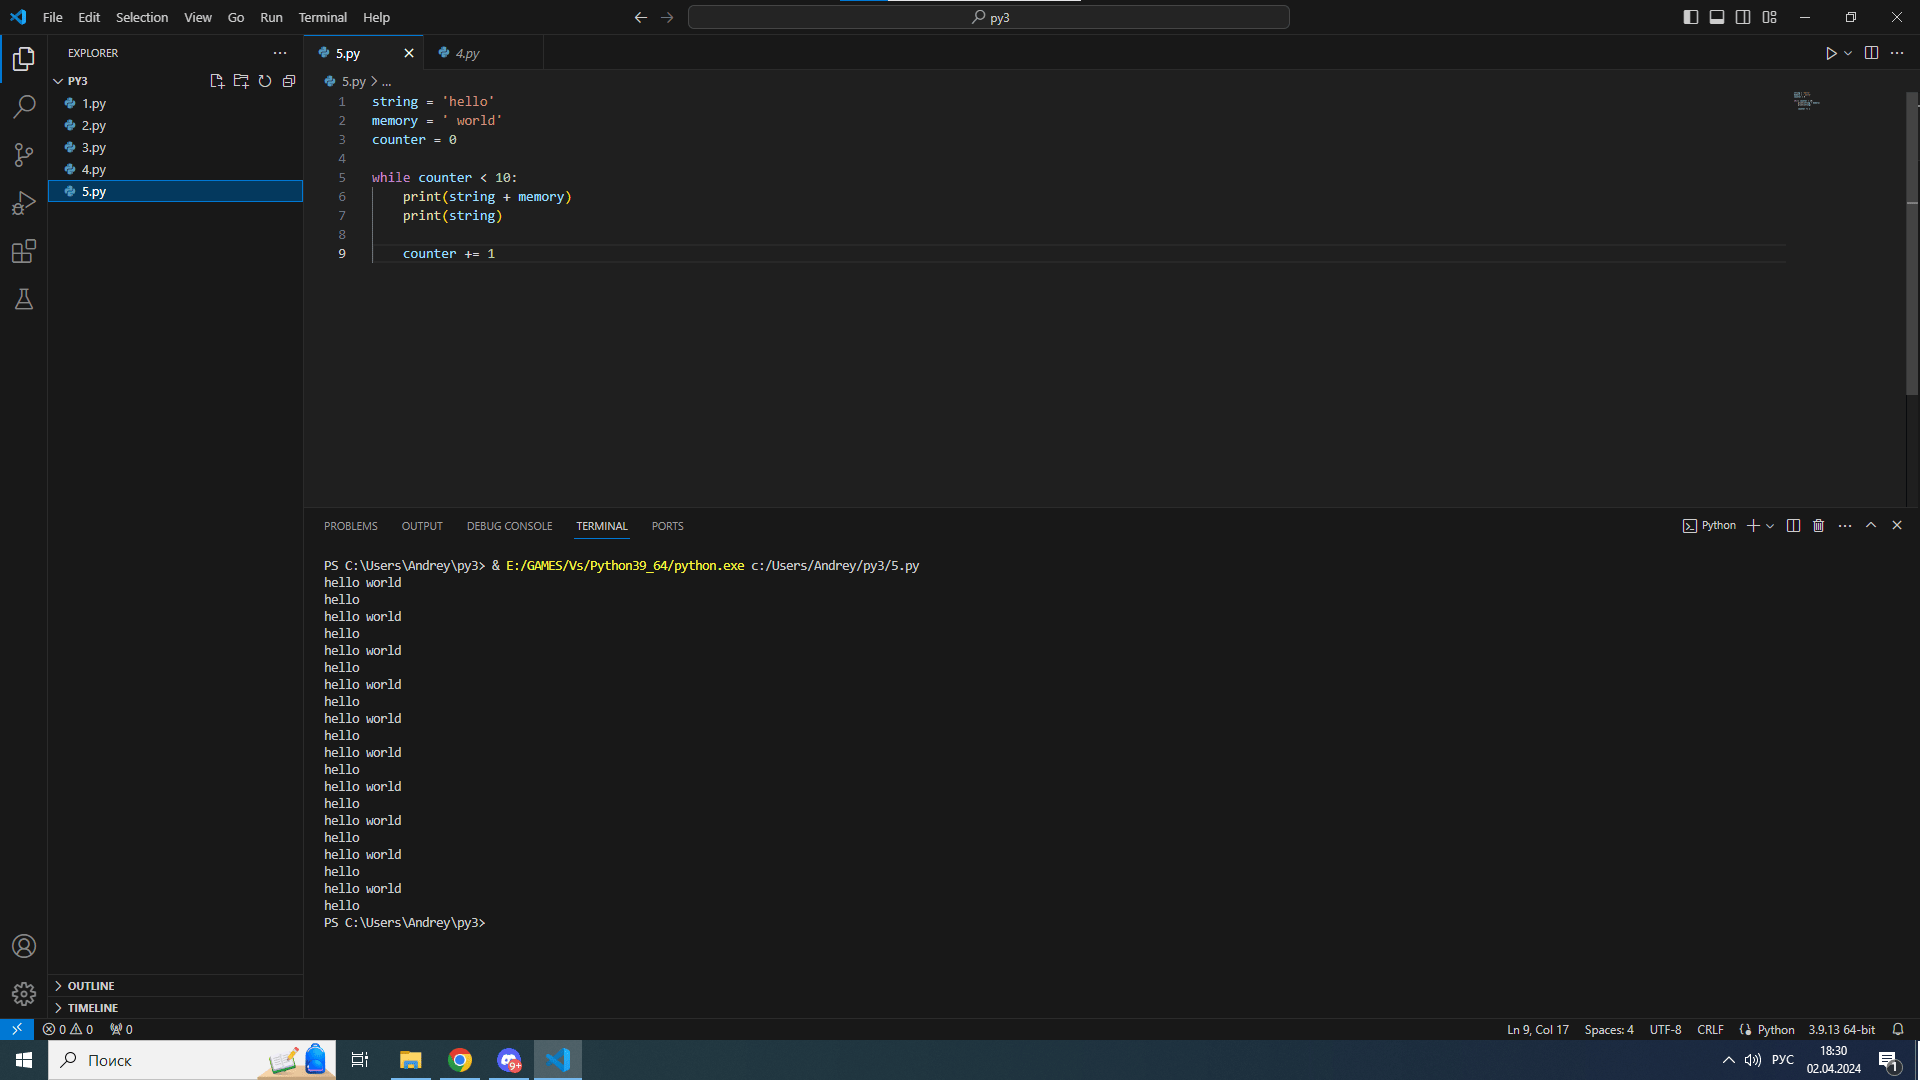 File Edit Selection View Go Run Terminal Help
py3
EXPLORER
PY3
1.py
2.py
3.py
4.py
5.py
OUTLINE
TIMELINE
5.py 4.py
5.py > ...
1 string = 'hello'
2 memory = ' world'
3 counter = 0
4
5 while counter < 10:
6 print(string + memory)
7 print(string)
8
9 counter += 1
PROBLEMS OUTPUT DEBUG CONSOLE TERMINAL PORTS
Python
PS C:\Users\Andrey\py3> & E:/GAMES/Vs/Python39_64/python.exe c:/Users/Andrey/py3/5.py
hello world
hello
hello world
hello
hello world
hello
hello world
hello
hello world
hello
hello world
hello
hello world
hello
hello world
hello
hello world
hello
hello world
hello
PS C:\Users\Andrey\py3>
0 0 0
Ln 9, Col 17 Spaces: 4 UTF-8 CRLF Python 3.9.13 64-bit
Поиск
9+
РУС
18:30
02.04.2024
1